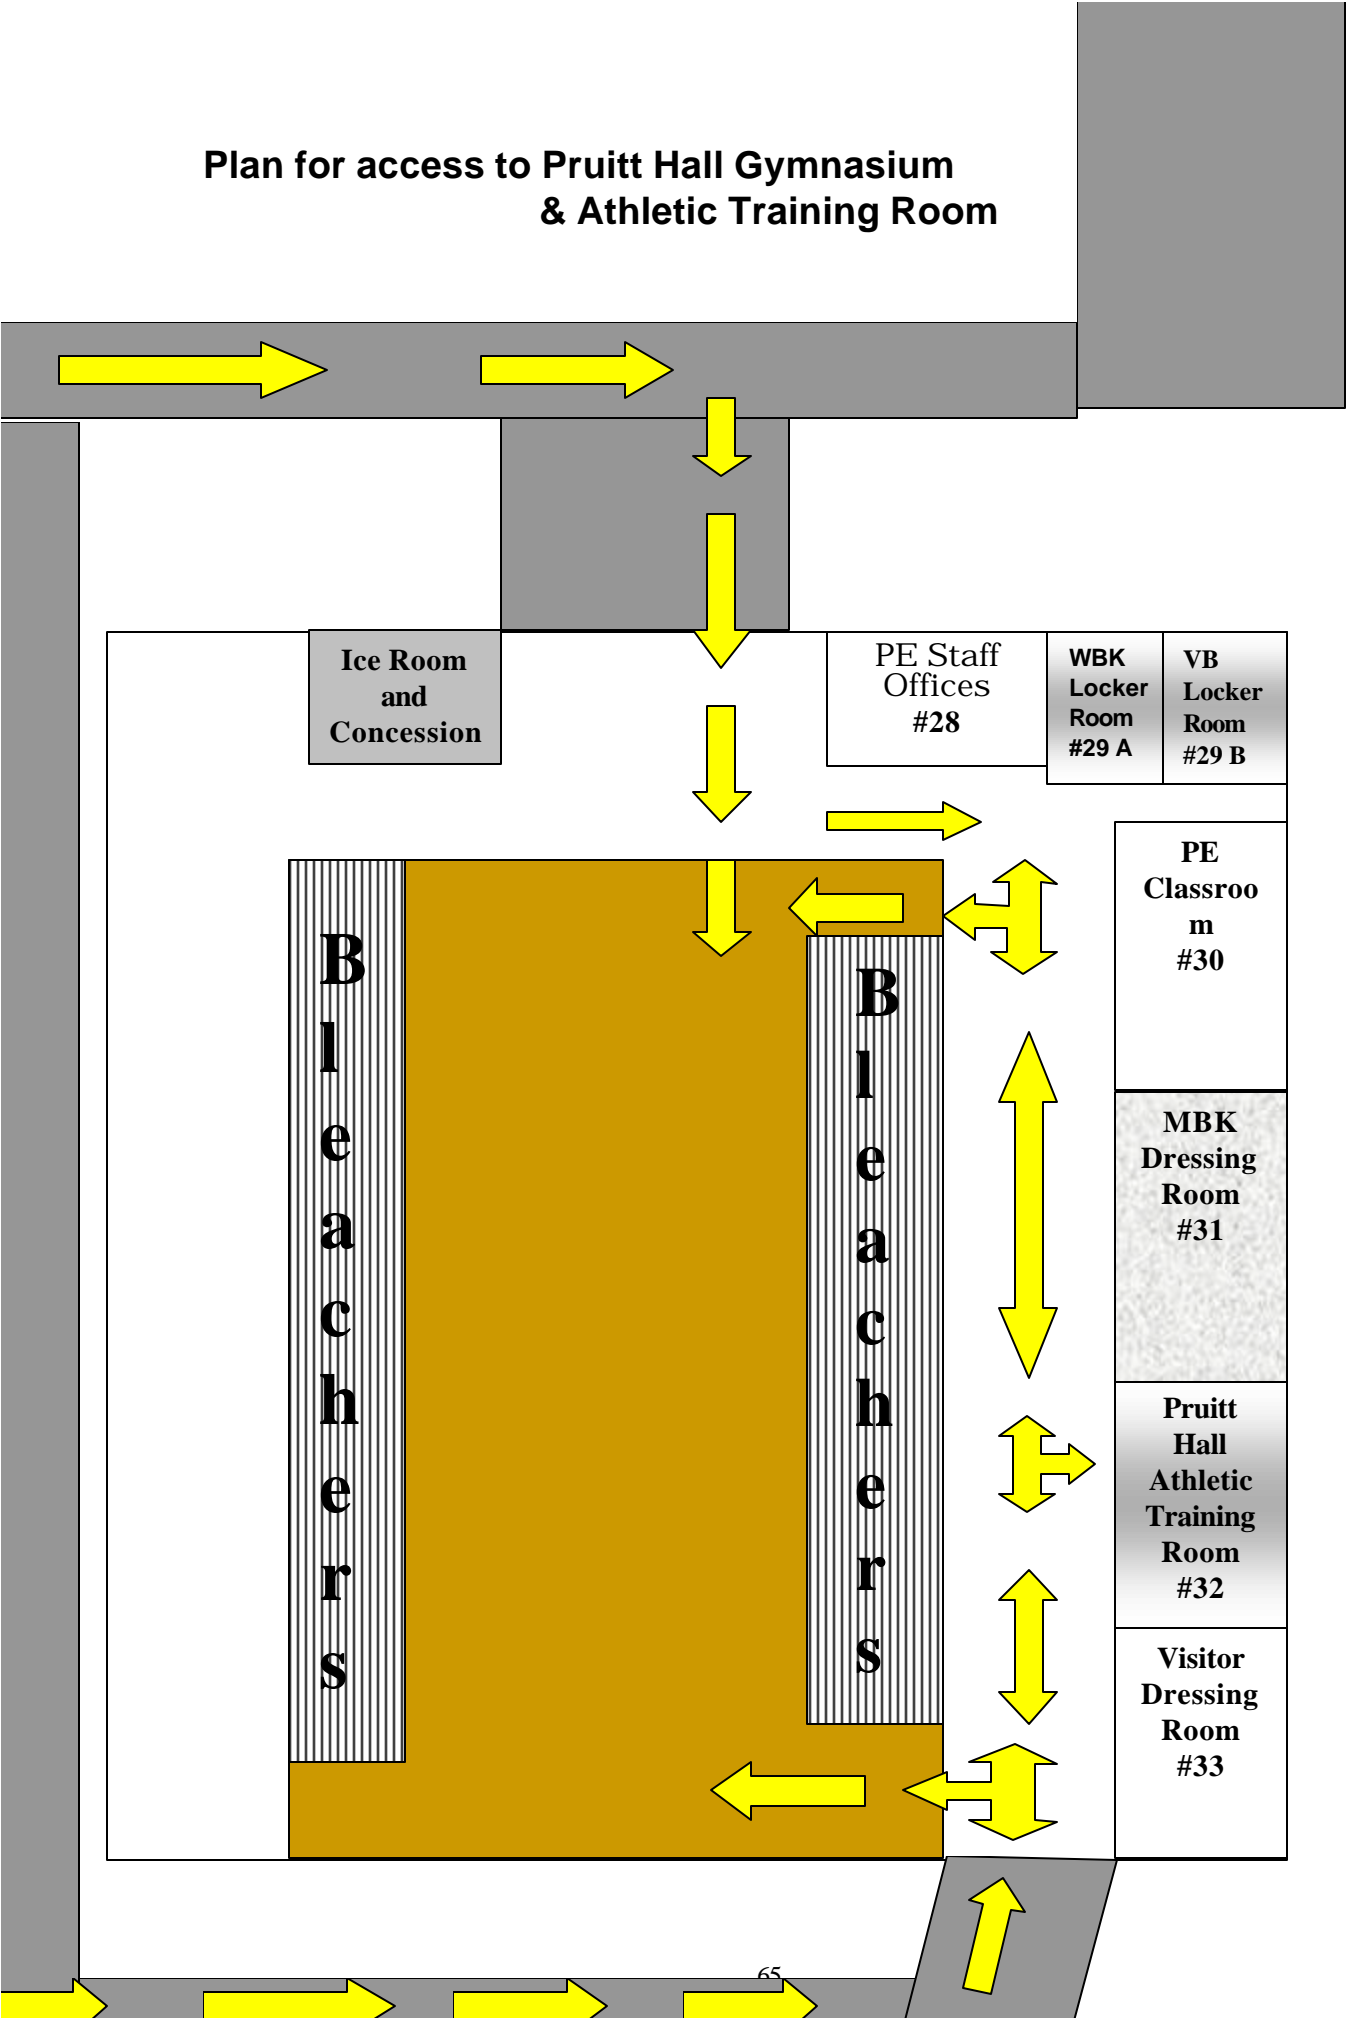 Plan for access to Pruitt Hall Gymnasium
& Athletic Training Room
Ice Room
and
Concession
PE Staff
Offices
#28
WBK
Locker
Room
#29 A
VB
Locker
Room
#29 B
PE
Classroo
m
#30
B
l
e
a
c
h
e
r
s
B
l
e
a
c
h
e
r
s
MBK
Dressing
Room
#31
Pruitt
Hall
Athletic
Training
Room
#32
Visitor
Dressing
Room
#33
65